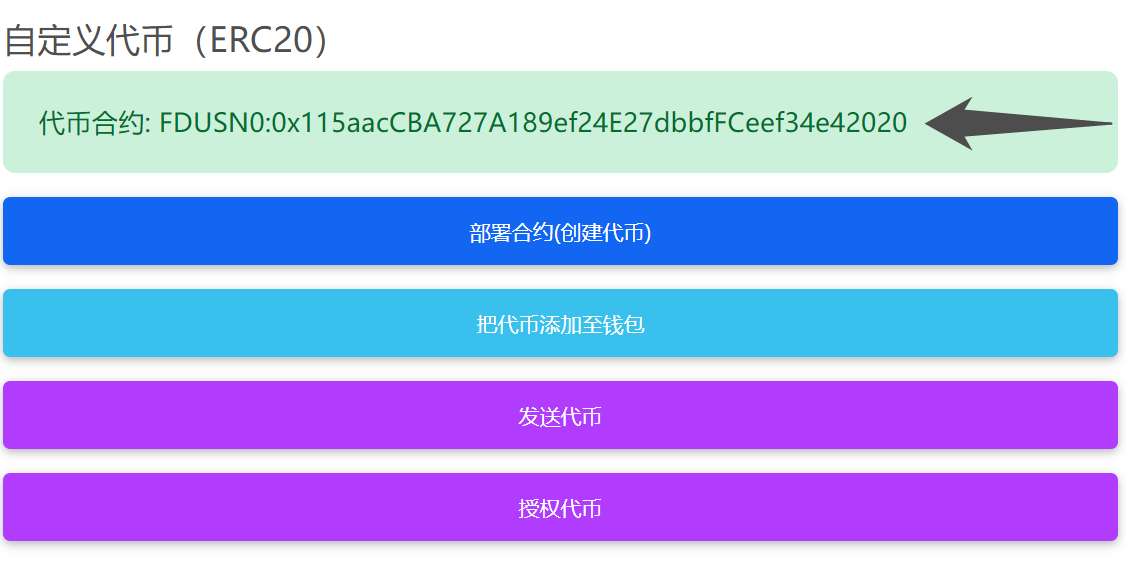 自定义代币（ERC20）
代币合约: FDUSN0:0x115aacCBA727A189ef24E27dbbfFCeef34e42020
部署合约(创建代币)
把代币添加至钱包
发送代币
授权代币